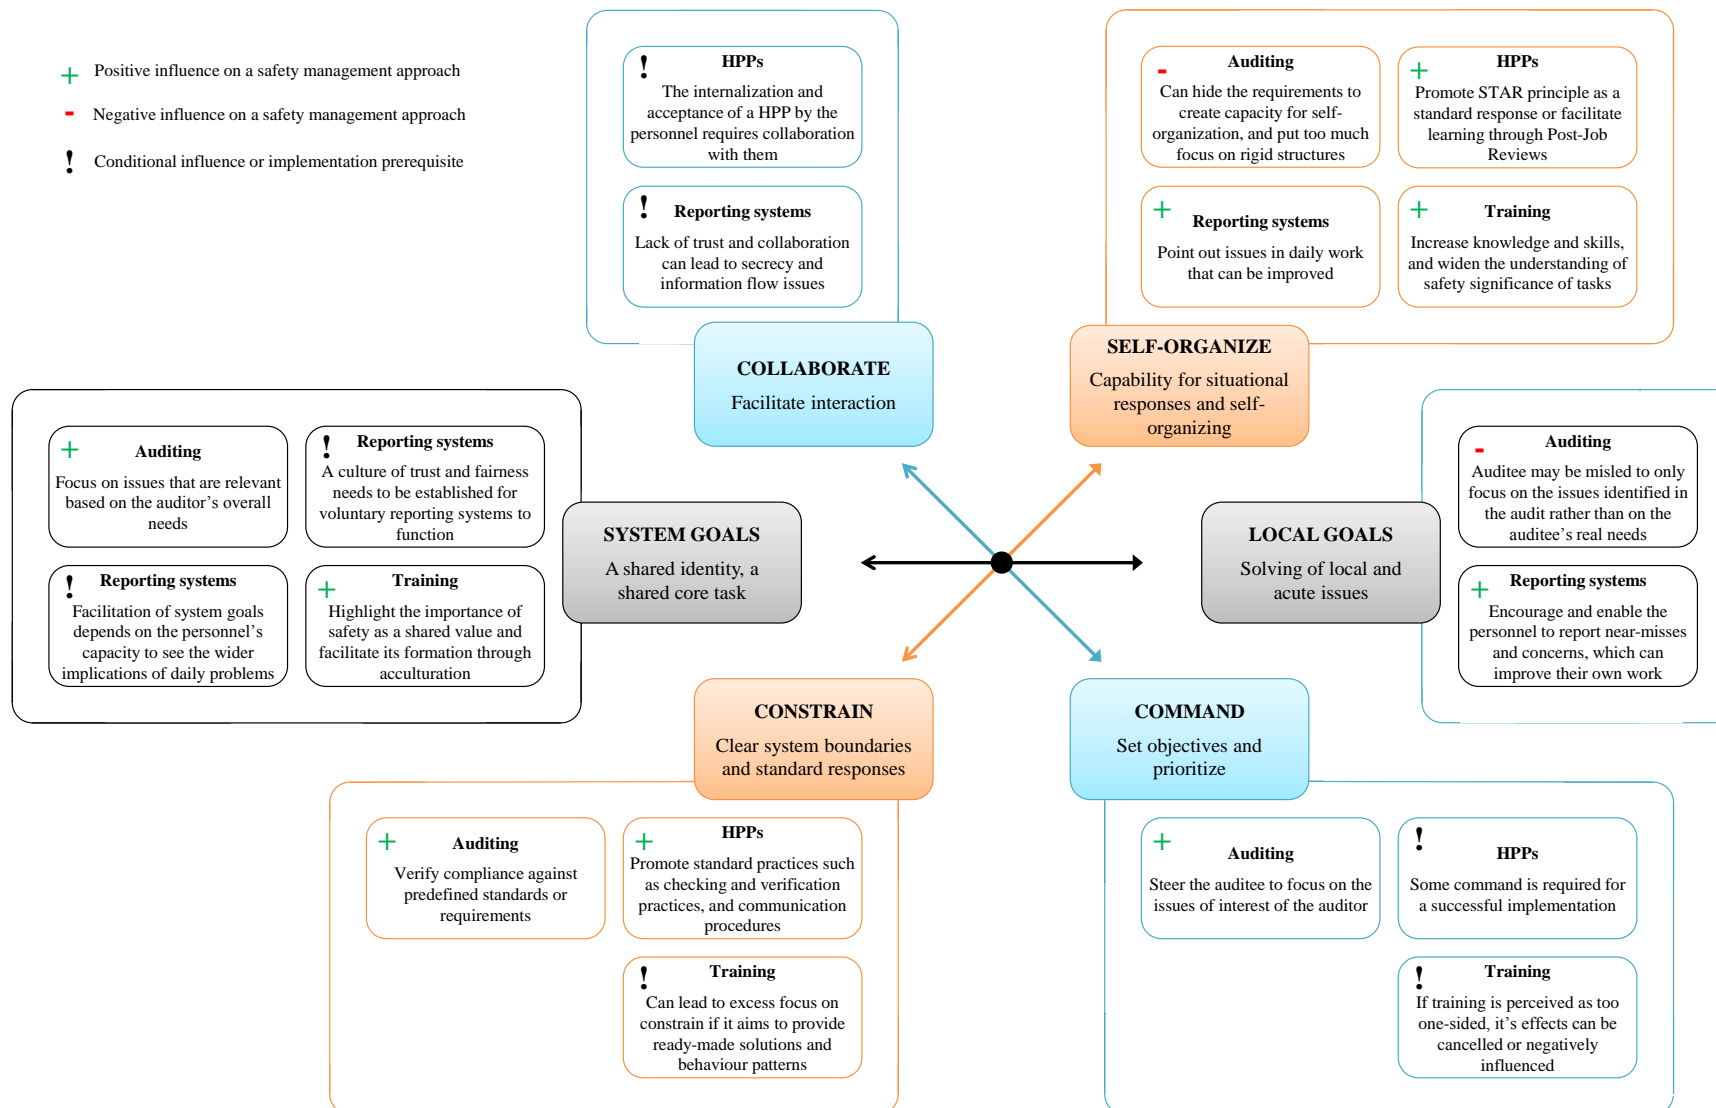 + Positive influence on a safety management approach
- Negative influence on a safety management approach
! Conditional influence or implementation prerequisite
!
HPPs
The internalization and
acceptance of a HPP by the
personnel requires collaboration
with them
!
Reporting systems
Lack of trust and collaboration
can lead to secrecy and
information flow issues
COLLABORATE
Facilitate interaction
-
Auditing
Can hide the requirements to
create capacity for self-
organization, and put too much
focus on rigid structures
+
HPPs
Promote STAR principle as a
standard response or facilitate
learning through Post-Job
Reviews
+
Reporting systems
Point out issues in daily work
that can be improved
+
Training
Increase knowledge and skills,
and widen the understanding of
safety significance of tasks
SELF-ORGANIZE
Capability for situational
responses and self-
organizing
+
Auditing
Focus on issues that are relevant
based on the auditor's overall
needs
!
Reporting systems
A culture of trust and fairness
needs to be established for
voluntary reporting systems to
function
!
Reporting systems
Facilitation of system goals
depends on the personnel's
capacity to see the wider
implications of daily problems
+
Training
Highlight the importance of
safety as a shared value and
facilitate its formation through
acculturation
SYSTEM GOALS
A shared identity, a
shared core task
LOCAL GOALS
Solving of local and
acute issues
-
Auditing
Auditee may be misled to only
focus on the issues identified in
the audit rather than on the
auditee's real needs
+
Reporting systems
Encourage and enable the
personnel to report near-misses
and concerns, which can
improve their own work
CONSTRAIN
Clear system boundaries
and standard responses
+
Auditing
Verify compliance against
predefined standards or
requirements
+
HPPs
Promote standard practices such
as checking and verification
practices, and communication
procedures
!
Training
Can lead to excess focus on
constrain if it aims to provide
ready-made solutions and
behaviour patterns
COMMAND
Set objectives and
prioritize
+
Auditing
Steer the auditee to focus on the
issues of interest of the auditor
!
HPPs
Some command is required for
a successful implementation
!
Training
If training is perceived as too
one-sided, it's effects can be
cancelled or negatively
influenced